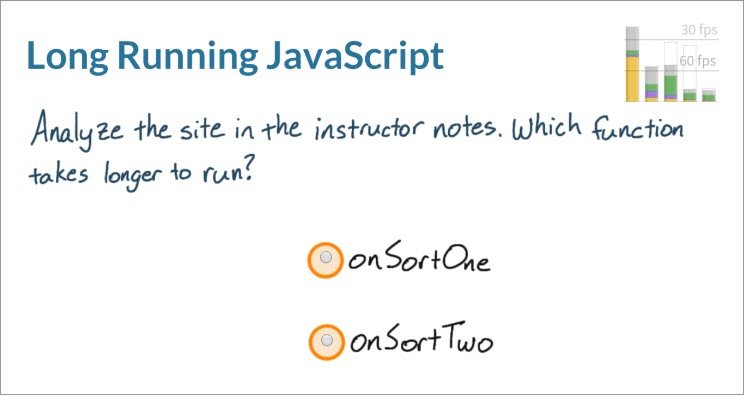 Long Running JavaScript
30 fps
60 fps
Analyze the site in the instructor notes. Which function
takes longer to run?
onSortOne
onSortTwo